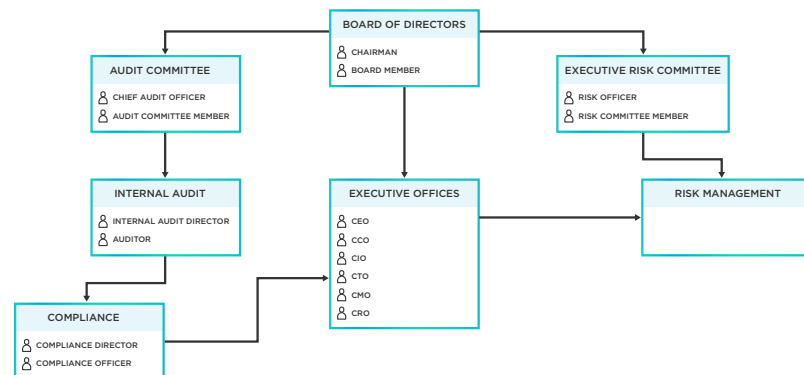 BOARD OF DIRECTORS
CHAIRMAN
BOARD MEMBER
AUDIT COMMITTEE
CHIEF AUDIT OFFICER
AUDIT COMMITTEE MEMBER
EXECUTIVE RISK COMMITTEE
RISK OFFICER
RISK COMMITTEE MEMBER
INTERNAL AUDIT
INTERNAL AUDIT DIRECTOR
AUDITOR
EXECUTIVE OFFICES
CEO
CCO
CIO
CTO
CMO
CRO
RISK MANAGEMENT
COMPLIANCE
COMPLIANCE DIRECTOR
COMPLIANCE OFFICER